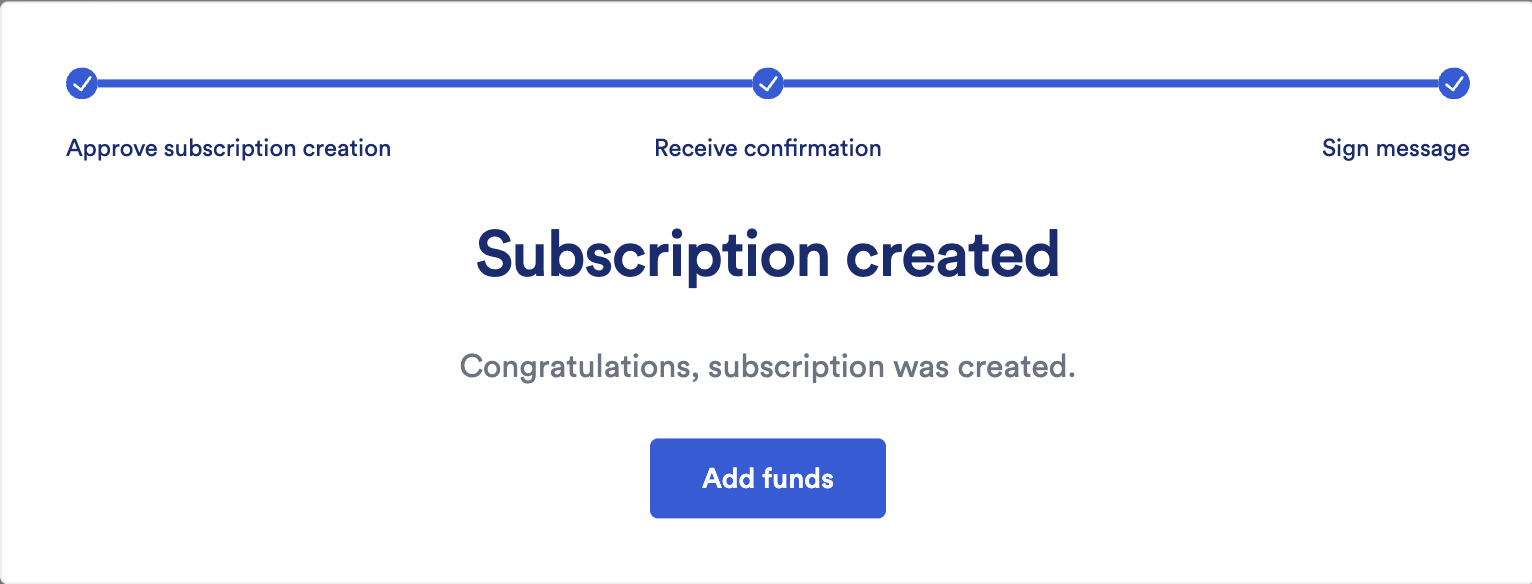 Approve subscription creation
Receive confirmation
Sign message
Subscription created
Congratulations, subscription was created.
Add funds